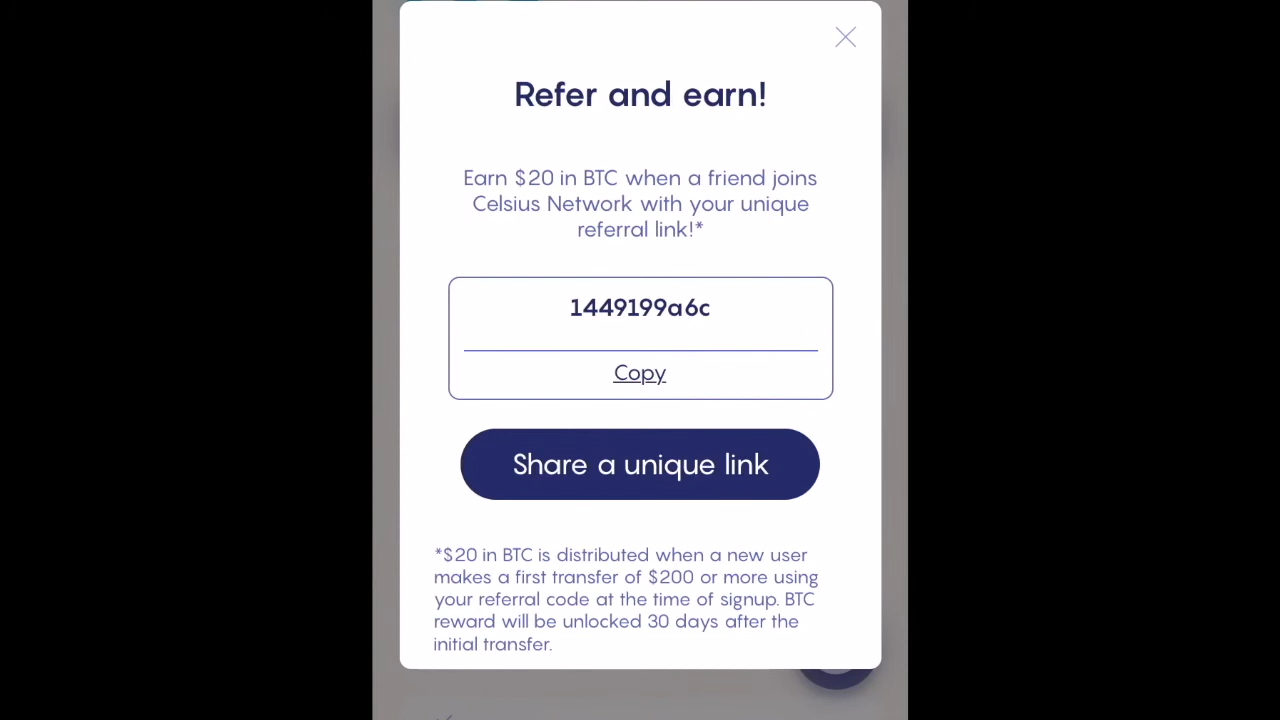 Refer and earn!
Earn $20 in BTC when a friend joins
Celsius Network with your unique
referral link!*
1449199a6c
Copy
Share a unique link
*$20 in BTC is distributed when a new user
makes a first transfer of $200 or more using
your referral code at the time of signup. BTC
reward will be unlocked 30 days after the
initial transfer.